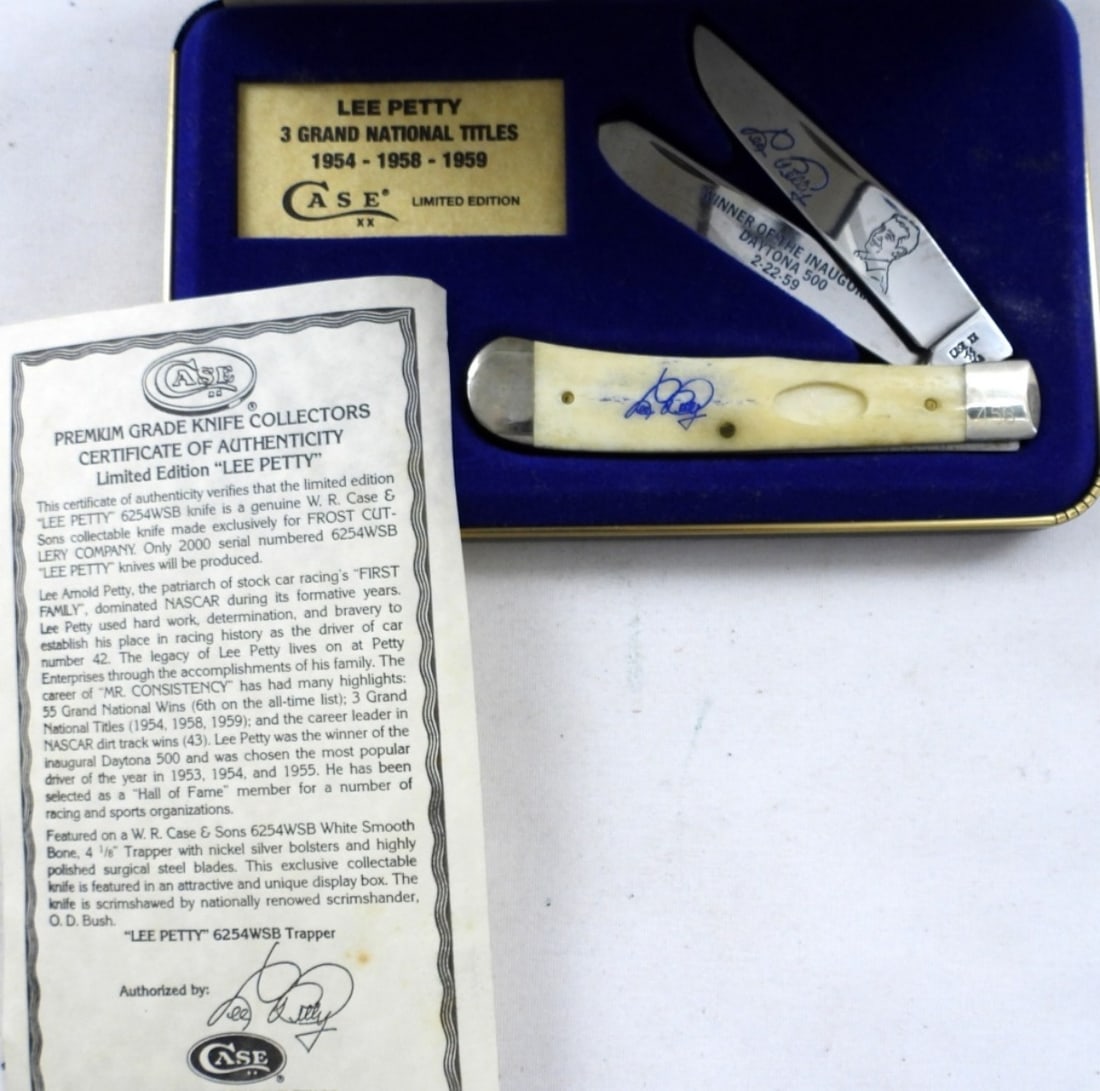 LEE PETTY
3 GRAND NATIONAL TITLES
1954 - 1958 - 1959
CASE® LIMITED EDITION
XX
Lee Petty
WINNER OF THE INAUGURAL
DAYTONA 500
2-22-59
CASE XX
Lee Petty
CASE
®
PREMIUM GRADE KNIFE COLLECTORS
CERTIFICATE OF AUTHENTICITY
Limited Edition "LEE PETTY"
This certificate of authenticity verifies that the limited edition
"LEE PETTY" 6254WSB knife is a genuine W. R. Case &
Sons collectable knife made exclusively for FROST CUT-
LERY COMPANY. Only 2000 serial numbered 6254WSB
"LEE PETTY" knives will be produced.
Lee Arnold Petty, the patriarch of stock car racing's "FIRST
FAMILY", dominated NASCAR during its formative years.
Lee Petty used hard work, determination, and bravery to
establish his place in racing history as the driver of car
number 42. The legacy of Lee Petty lives on at Petty
Enterprises through the accomplishments of his family. The
career of "MR. CONSISTENCY" has had many highlights:
55 Grand National Wins (6th on the all-time list); 3 Grand
National Titles (1954, 1958, 1959); and the career leader in
NASCAR dirt track wins (43). Lee Petty was the winner of the
inaugural Daytona 500 and was chosen the most popular
driver of the year in 1953, 1954, and 1955. He has been
selected as a "Hall of Fame" member for a number of
racing and sports organizations.
Featured on a W. R. Case & Sons 6254WSB White Smooth
Bone, 4 1/8" Trapper with nickel silver bolsters and highly
polished surgical steel blades. This exclusive collectable
knife is featured in an attractive and unique display box. The
knife is scrimshawed by nationally renowed scrimshander,
O. D. Bush.
"LEE PETTY" 6254WSB Trapper
Authorized by: Lee Petty
CASE®